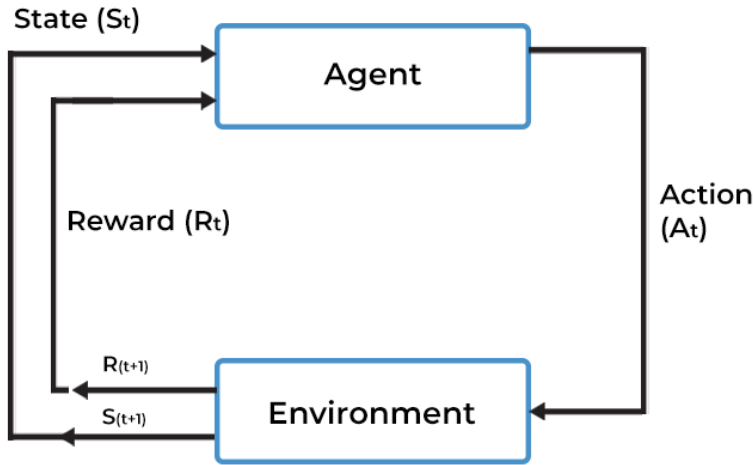 State (St)
Agent
Action
(At)
Reward (Rt)
R(t+1)
S(t+1)
Environment